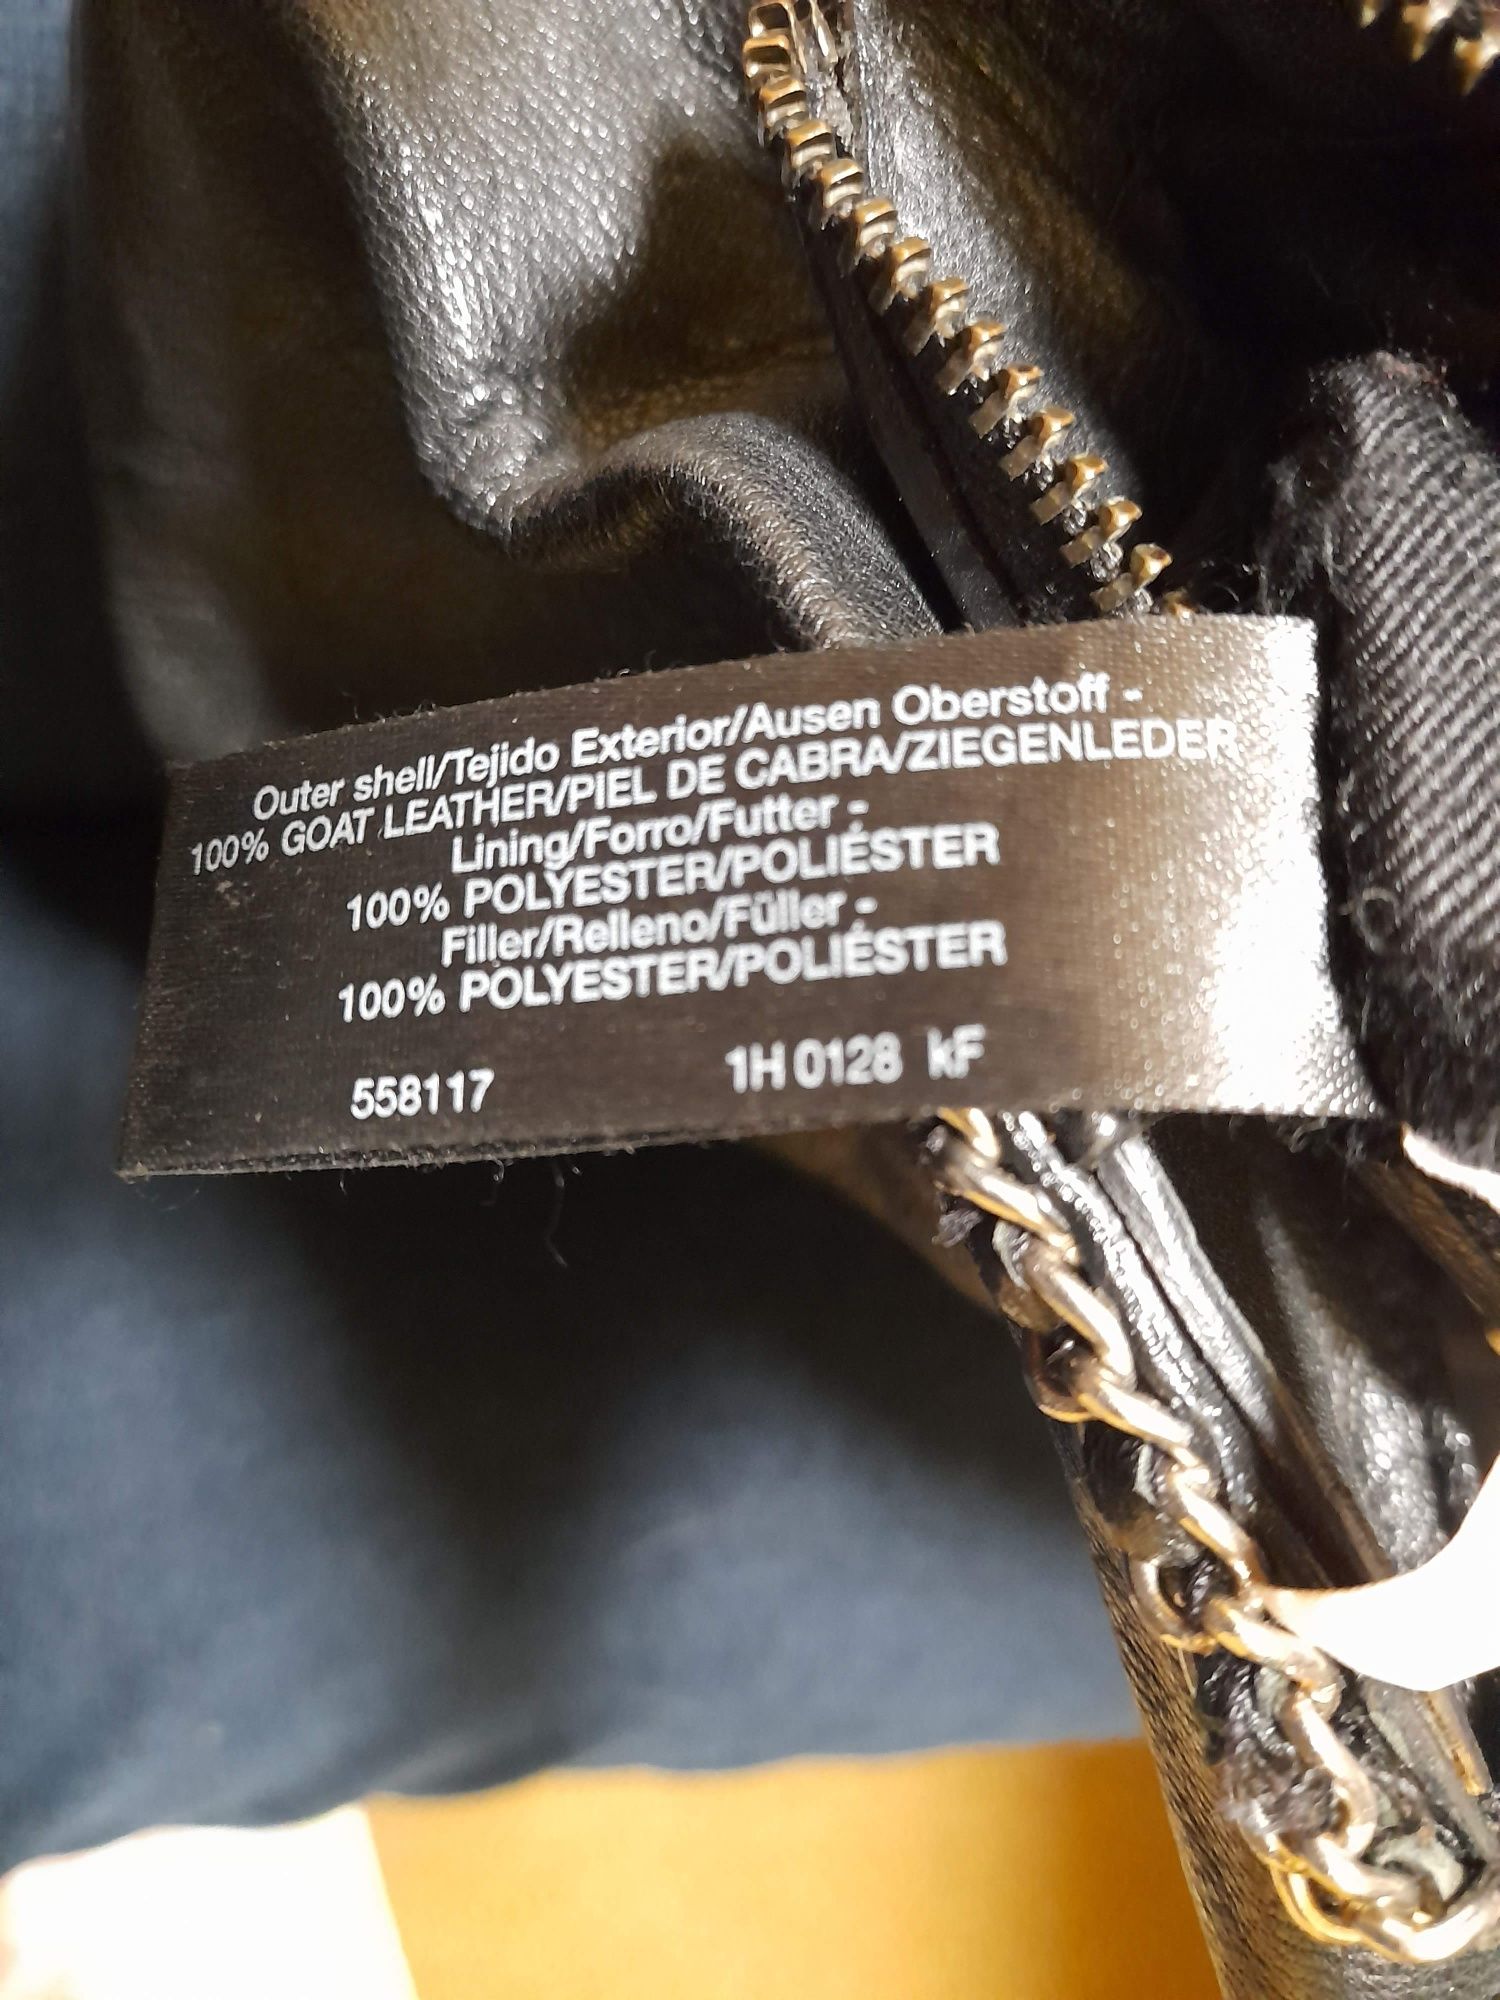 Outer shell/Tejido Exterior/Ausen Oberstoff -
100% GOAT LEATHER/PIEL DE CABRA/ZIEGENLEDER
Lining/Forro/Futter -
100% POLYESTER/POLIÉSTER
Filler/Relleno/Füller -
100% POLYESTER/POLIÉSTER
558117 1H 0128 kF